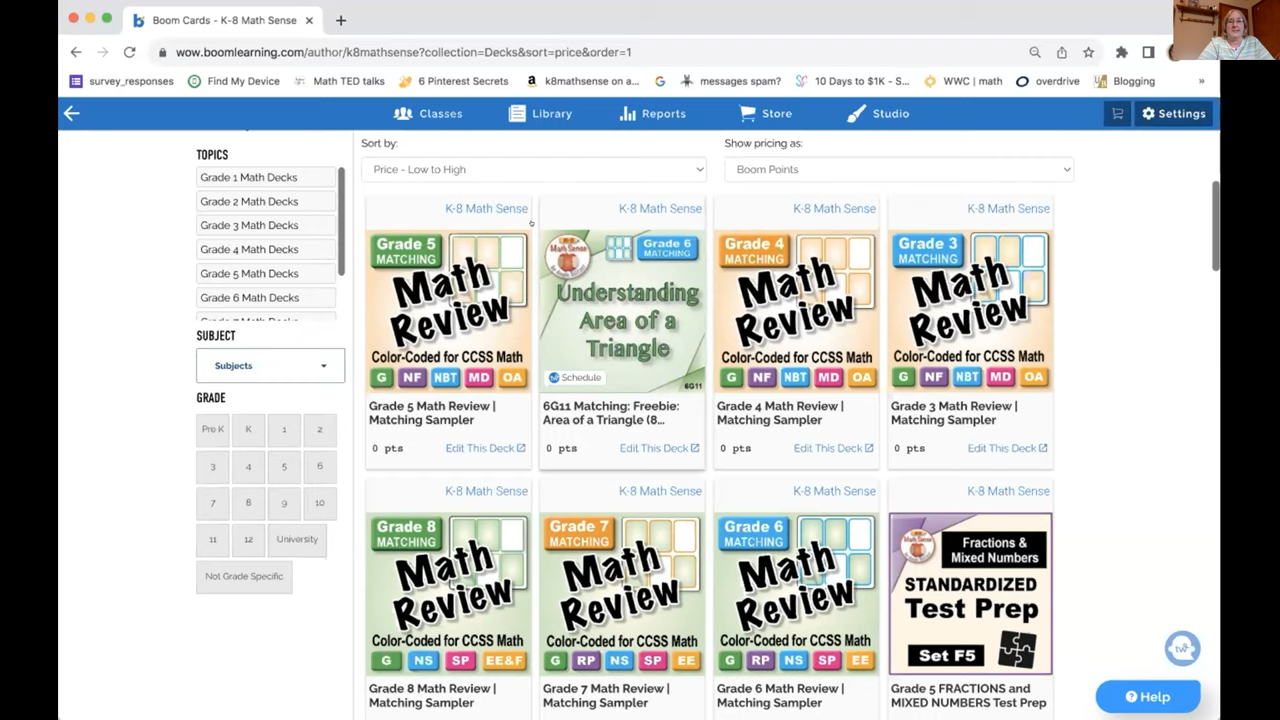 Boom Cards - K-8 Math Sense
wow.boomlearning.com/author/k8mathsense?collection=Decks&sort=price&order=1
survey_responses Find My Device Math TED talks 6 Pinterest Secrets k8mathsense on a... messages spam? 10 Days to $1K - S... WWC | math overdrive Blogging »
Classes Library Reports Store Studio Settings
TOPICS
Grade 1 Math Decks
Grade 2 Math Decks
Grade 3 Math Decks
Grade 4 Math Decks
Grade 5 Math Decks
Grade 6 Math Decks
SUBJECT
Subjects
GRADE
Pre K K 1 2
3 4 5 6
7 8 9 10
11 12 University
Not Grade Specific
Sort by: Show pricing as:
Price - Low to High Boom Points
K-8 Math Sense
Grade 5
MATCHING
Math
Review
Color-Coded for CCSS Math
G NF NBT MD OA
Grade 5 Math Review |
Matching Sampler
0 pts Edit This Deck
K-8 Math Sense
Math Sense
Grade 6
MATCHING
Understanding
Area of a
Triangle
Schedule
6G11
6G11 Matching: Freebie:
Area of a Triangle (8...
0 pts Edit This Deck
K-8 Math Sense
Grade 4
MATCHING
Math
Review
Color-Coded for CCSS Math
G NF NBT MD OA
Grade 4 Math Review |
Matching Sampler
0 pts Edit This Deck
K-8 Math Sense
Grade 3
MATCHING
Math
Review
Color-Coded for CCSS Math
G NF NBT MD OA
Grade 3 Math Review |
Matching Sampler
0 pts Edit This Deck
K-8 Math Sense
Grade 8
MATCHING
Math
Review
Color-Coded for CCSS Math
G NS SP EE&F
Grade 8 Math Review |
Matching Sampler
K-8 Math Sense
Grade 7
MATCHING
Math
Review
Color-Coded for CCSS Math
G RP NS SP EE
Grade 7 Math Review |
Matching Sampler
K-8 Math Sense
Grade 6
MATCHING
Math
Review
Color-Coded for CCSS Math
G RP NS SP EE
Grade 6 Math Review |
Matching Sampler
K-8 Math Sense
Math Sense
Fractions &
Mixed Numbers
STANDARDIZED
Test Prep
Set F5
Grade 5 FRACTIONS and
MIXED NUMBERS Test Prep
Help